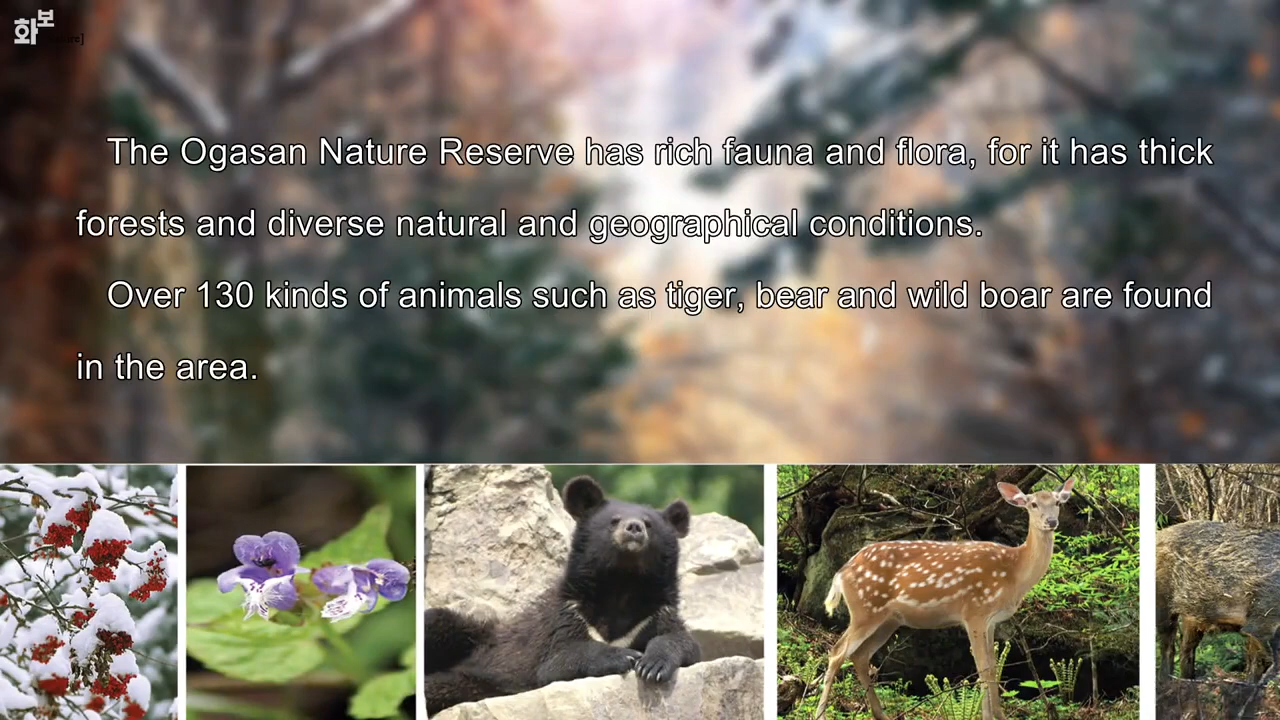 화보
The Ogasan Nature Reserve has rich fauna and flora, for it has thick
forests and diverse natural and geographical conditions.
Over 130 kinds of animals such as tiger, bear and wild boar are found
in the area.